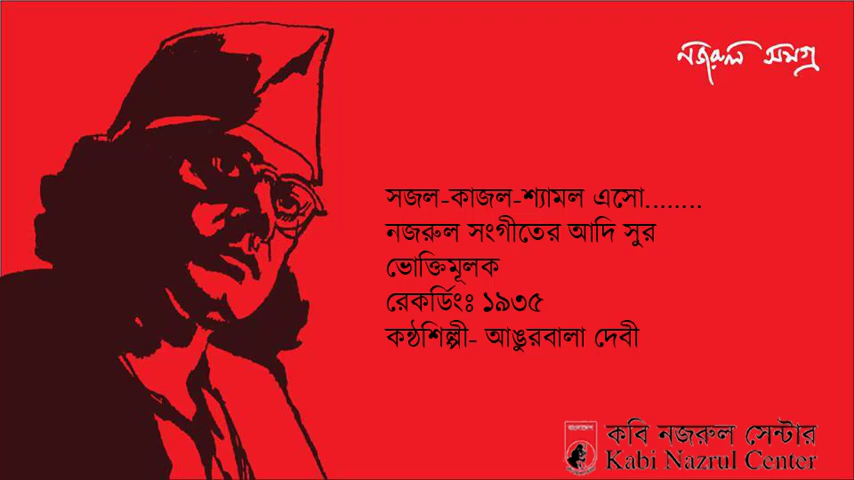 নজরুল সমগ্র
সজল-কাজল-শ্যামল এসো........
নজরুল সংগীতের আদি সুর
ভোক্তিমূলক
রেকর্ডিংঃ ১৯৩৫
কন্ঠশিল্পী- আঙুরবালা দেবী
বাংলাদেশ
কবি নজরুল সেন্টার
Kabi Nazrul Center